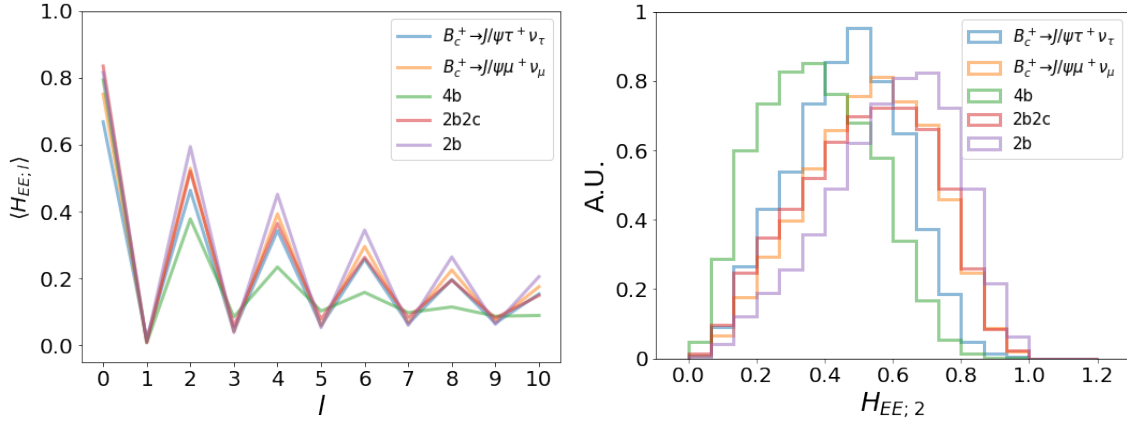 ⟨H_{EE; l}⟩
1.0
0.8
0.6
0.4
0.2
0.0
0 1 2 3 4 5 6 7 8 9 10
l
B_c^+→J/ψτ^+ν_τ
B_c^+→J/ψμ^+ν_μ
4b
2b2c
2b
A.U.
1
0.8
0.6
0.4
0.2
0
0.0 0.2 0.4 0.6 0.8 1.0 1.2
H_{EE; 2}
B_c^+→J/ψτ^+ν_τ
B_c^+→J/ψμ^+ν_μ
4b
2b2c
2b